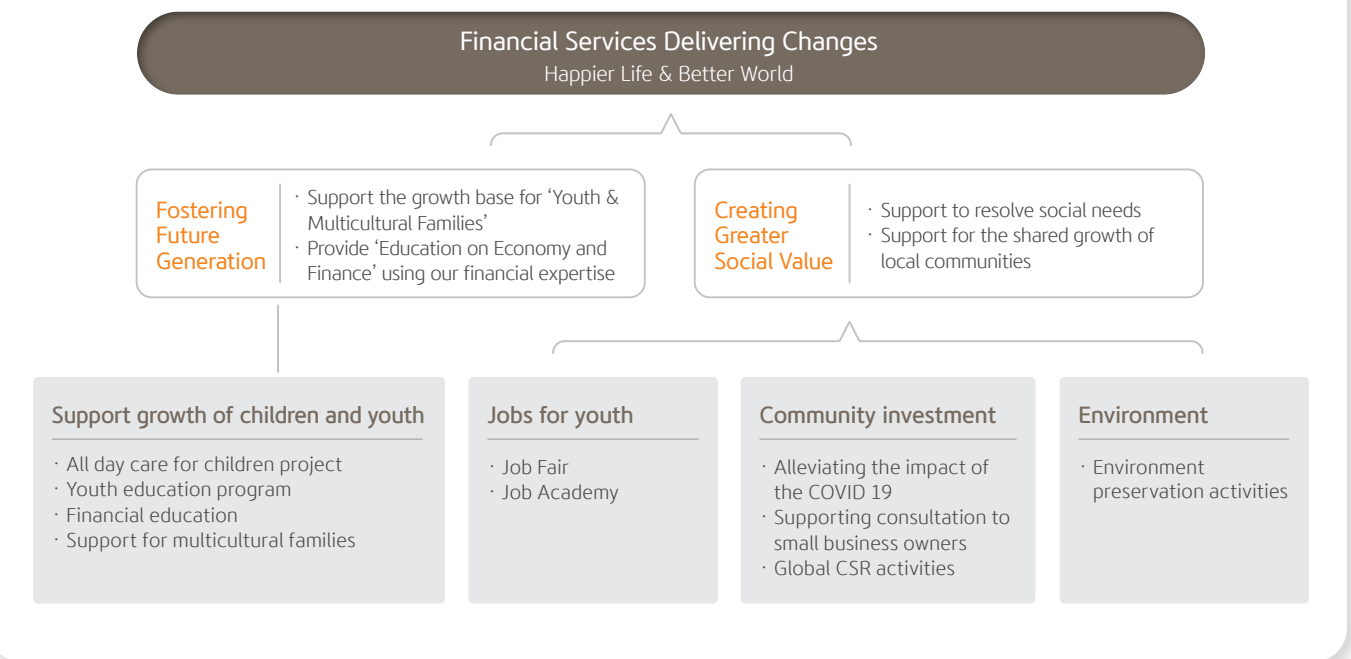 Financial Services Delivering Changes
Happier Life & Better World
Fostering
Future
Generation
· Support the growth base for ‘Youth &
Multicultural Families’
· Provide ‘Education on Economy and
Finance’ using our financial expertise
Creating
Greater
Social Value
· Support to resolve social needs
· Support for the shared growth of
local communities
Support growth of children and youth
· All day care for children project
· Youth education program
· Financial education
· Support for multicultural families
Jobs for youth
· Job Fair
· Job Academy
Community investment
· Alleviating the impact of
the COVID 19
· Supporting consultation to
small business owners
· Global CSR activities
Environment
· Environment
preservation activities